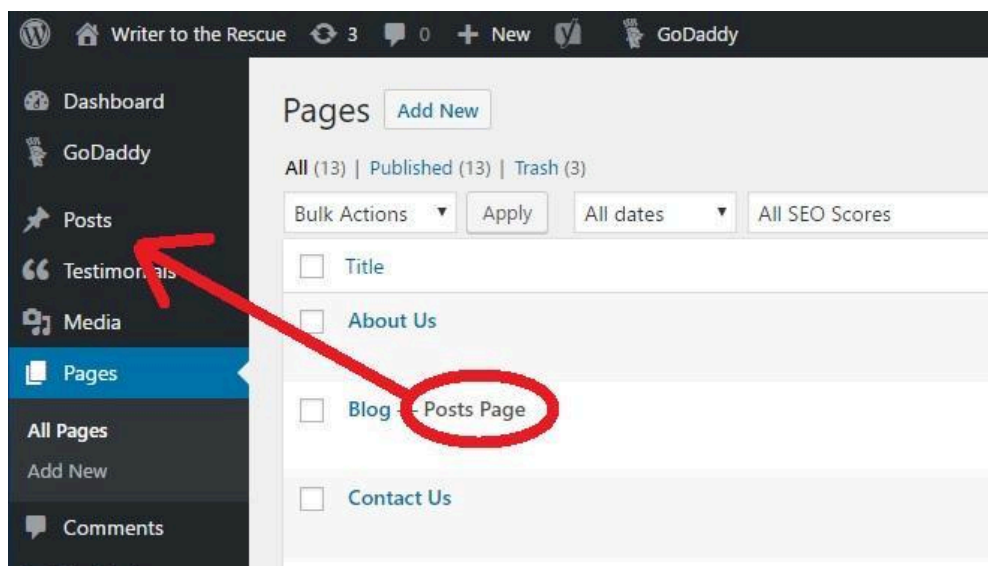 Writer to the Rescue 3 0 + New GoDaddy
Dashboard
GoDaddy
Posts
Testimonials
Media
Pages
All Pages
Add New
Comments
Pages Add New
All (13) | Published (13) | Trash (3)
Bulk Actions Apply All dates All SEO Scores
Title
About Us
Blog — Posts Page
Contact Us